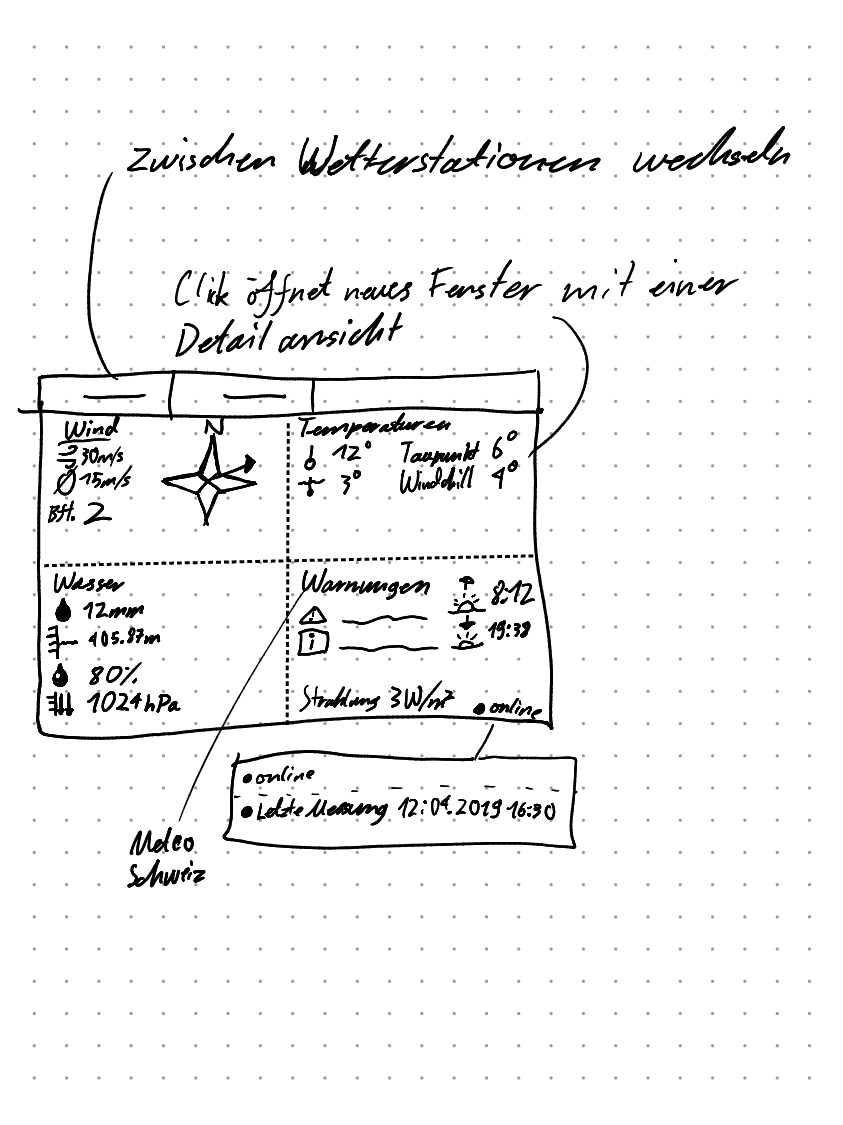 zwischen Wetterstationen wechseln
Click öffnet neues Fenster mit einer
Detailansicht
Wind
30m/s
Ø 15m/s
Bft. 2
N
Temperaturen
12° Taupunkt 6°
3° Windchill 4°
Wasser
12mm
405.87m
80%
1024hPa
Warnungen
8:12
19:38
Strahlung 3W/m²
online
online
Letzte Messung 12.04.2019 16:30
Meteo
Schweiz